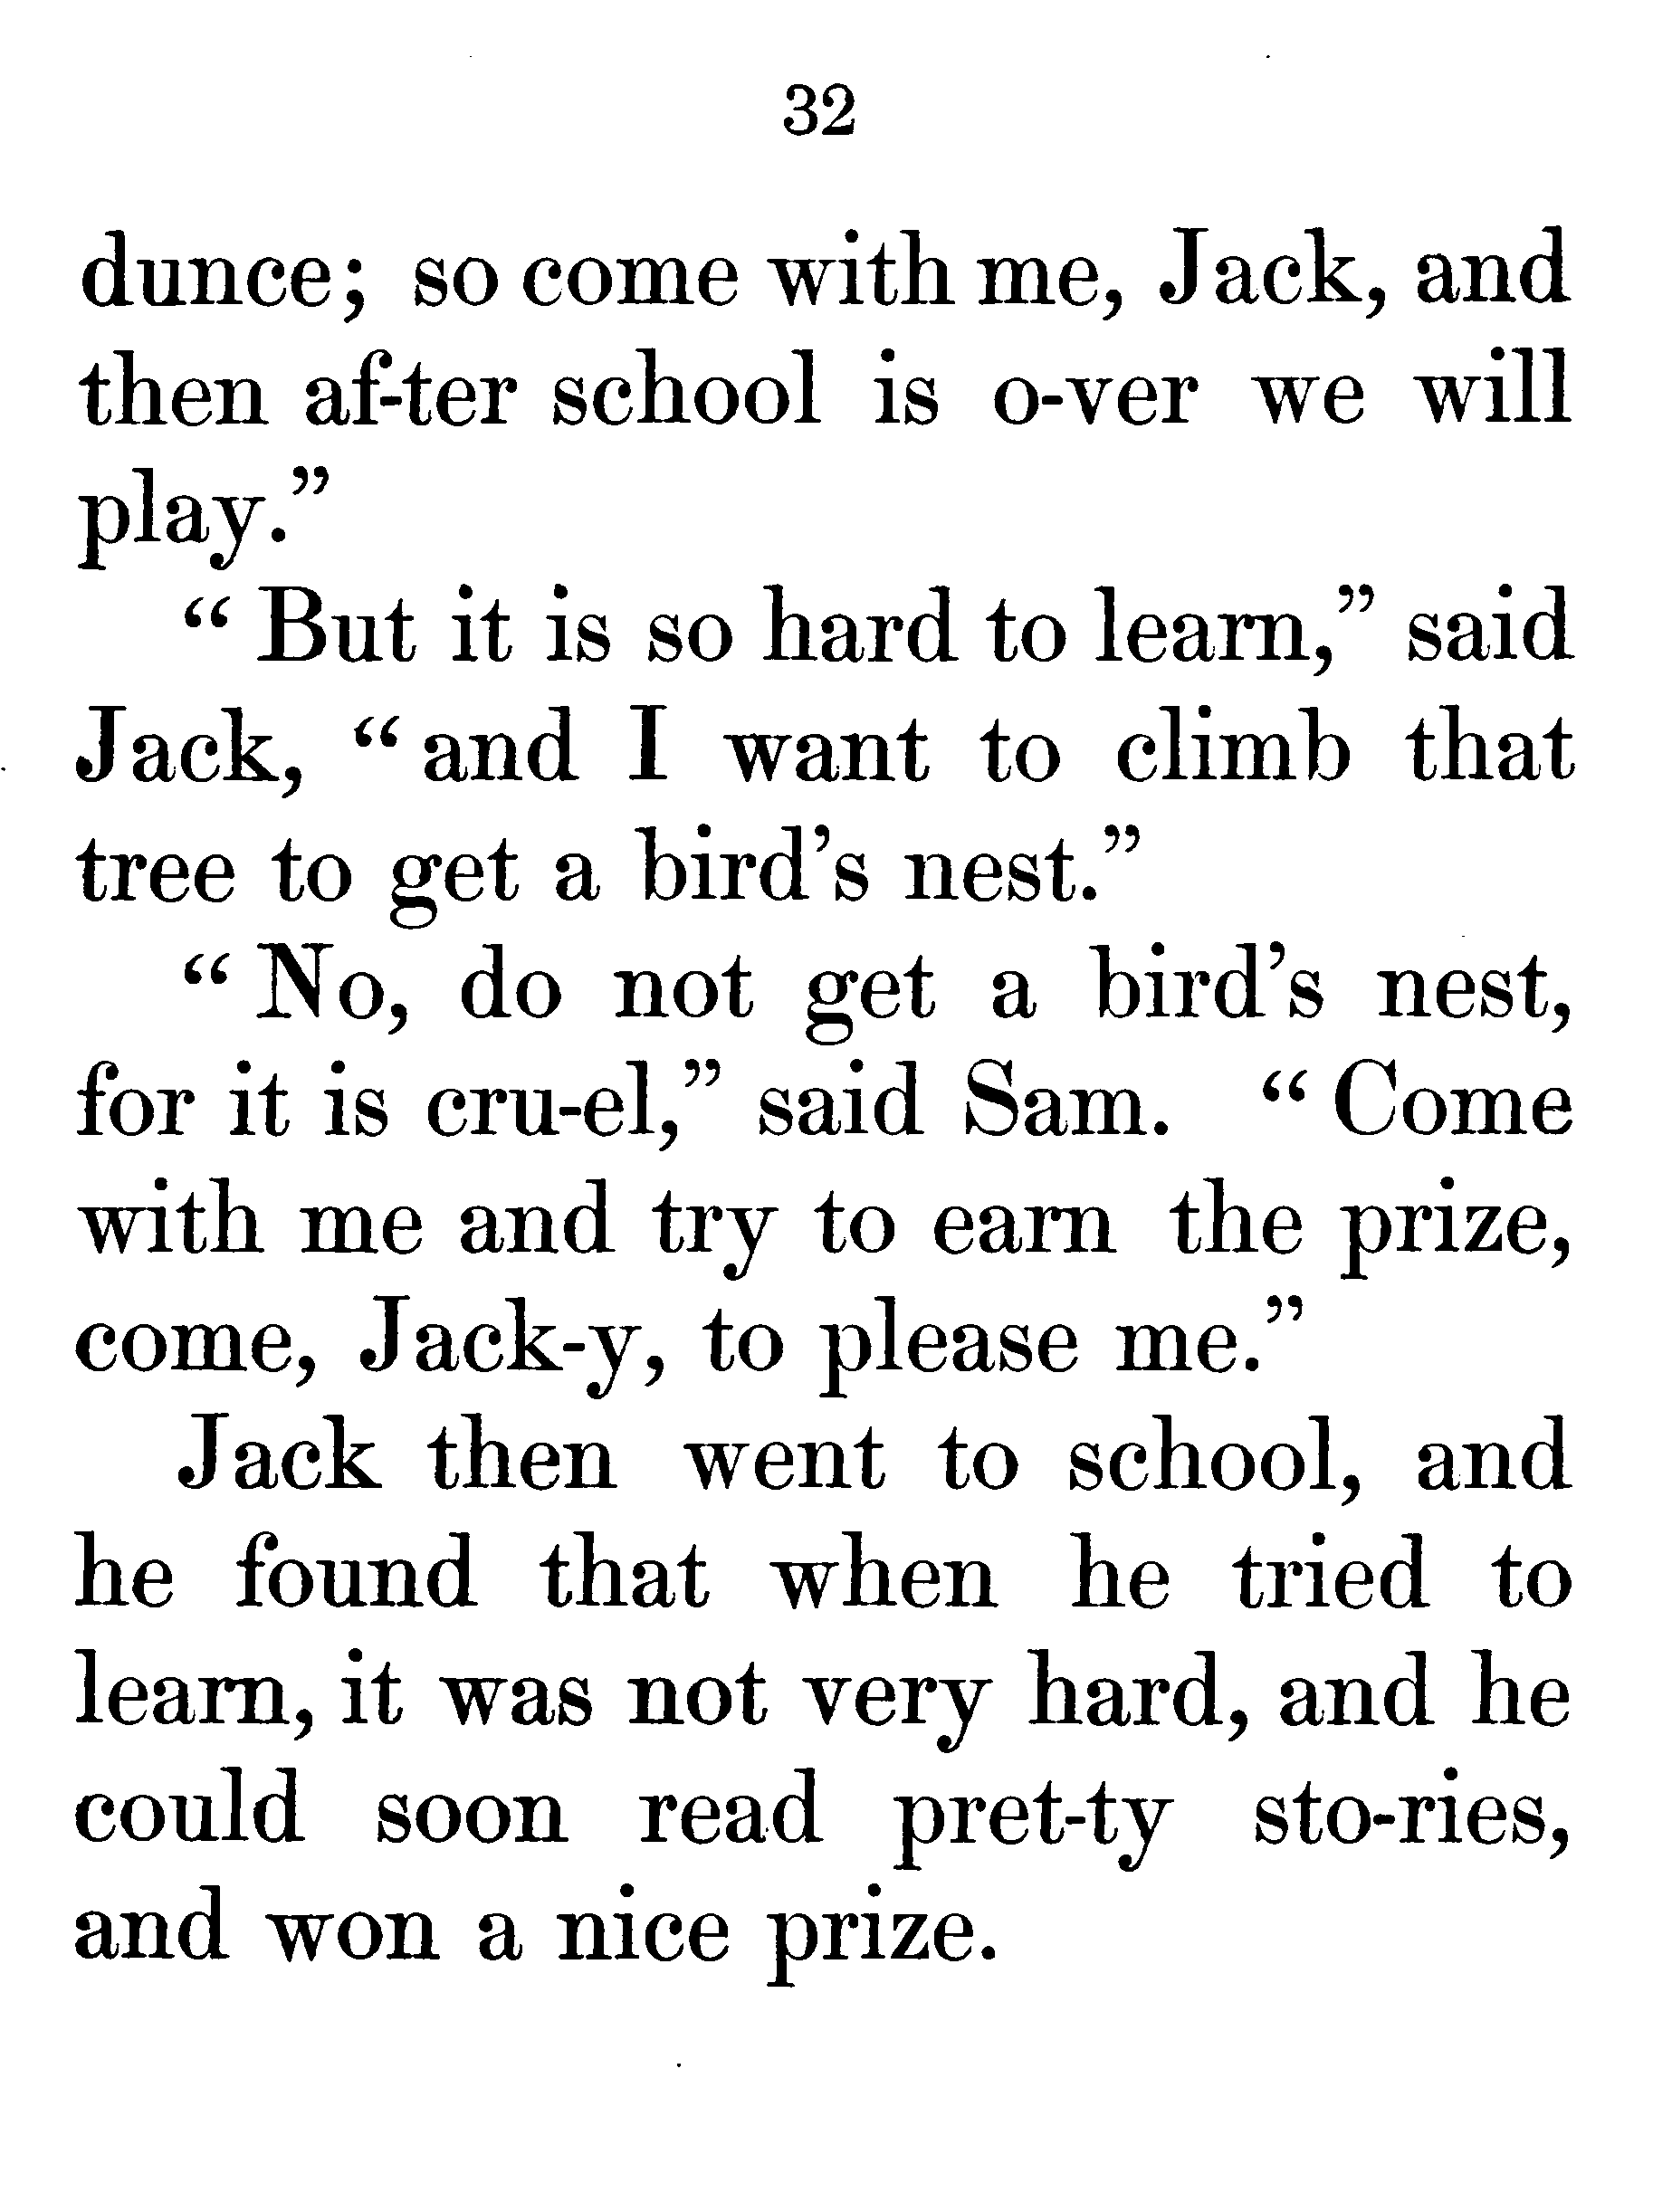 32
dunce; so come with me, Jack, and
then af-ter school is o-ver we will
play.”
“ But it is so hard to learn,” said
Jack, “ and I want to climb that
tree to get a bird’s nest.”
“ No, do not get a bird’s nest,
for it is cru-el,” said Sam. “ Come
with me and try to earn the prize,
come, Jack-y, to please me.”
Jack then went to school, and
he found that when he tried to
learn, it was not very hard, and he
could soon read pret-ty sto-ries,
and won a nice prize.